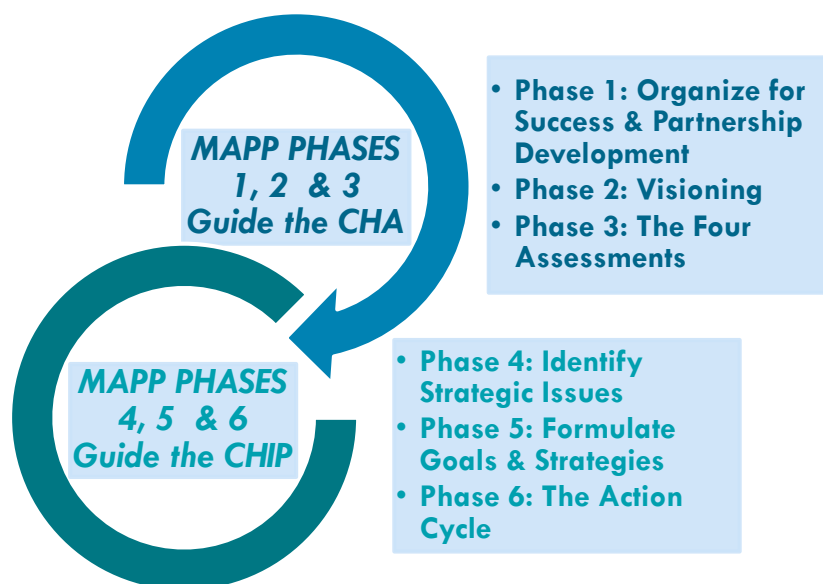 MAPP PHASES
1, 2 & 3
Guide the CHA
• Phase 1: Organize for
Success & Partnership
Development
• Phase 2: Visioning
• Phase 3: The Four
Assessments
MAPP PHASES
4, 5 & 6
Guide the CHIP
• Phase 4: Identify
Strategic Issues
• Phase 5: Formulate
Goals & Strategies
• Phase 6: The Action
Cycle